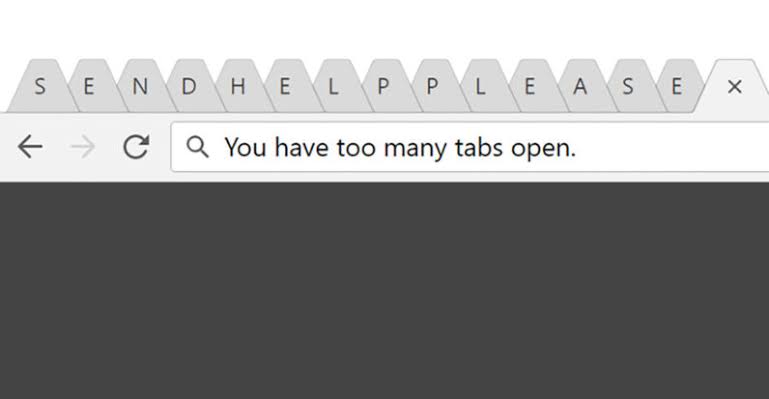 S E N D H E L P P L E A S E
You have too many tabs open.